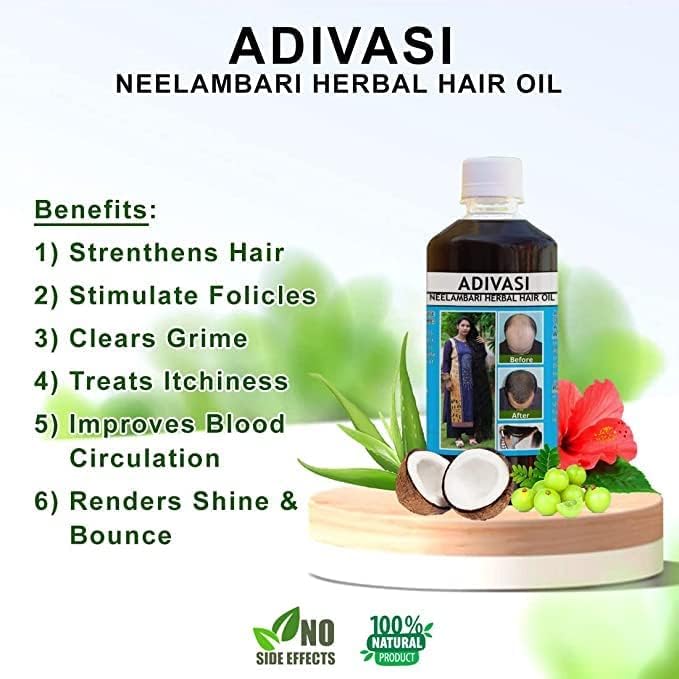 ADIVASI
NEELAMBARI HERBAL HAIR OIL
Benefits:
1) Strenthens Hair
2) Stimulate Follicles
3) Clears Grime
4) Treats Itchiness
5) Improves Blood
Circulation
6) Renders Shine &
Bounce
ADIVASI
NEELAMBARI HERBAL HAIR OIL
Before
After
NO
SIDE EFFECTS
100%
NATURAL
PRODUCT